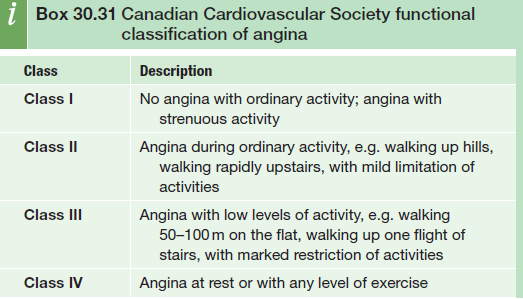 i
Box 30.31 Canadian Cardiovascular Society functional
classification of angina
Class Description
Class I No angina with ordinary activity; angina with
strenuous activity
Class II Angina during ordinary activity, e.g. walking up hills,
walking rapidly upstairs, with mild limitation of
activities
Class III Angina with low levels of activity, e.g. walking
50–100 m on the flat, walking up one flight of
stairs, with marked restriction of activities
Class IV Angina at rest or with any level of exercise